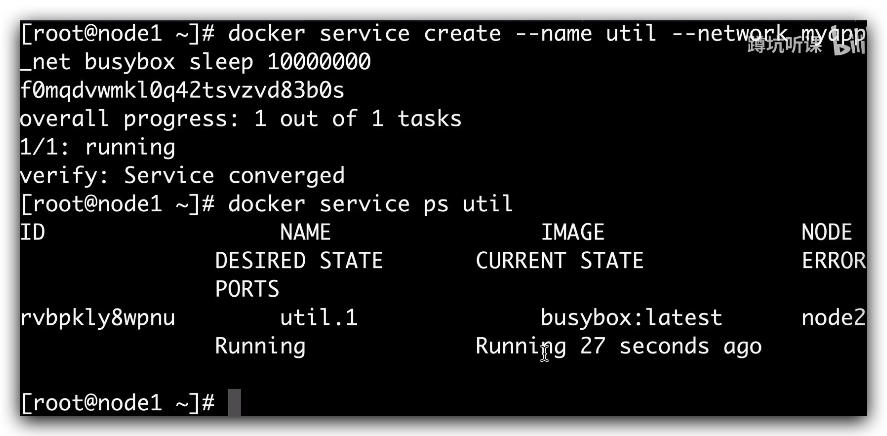 [root@node1 ~]# docker service create --name util --network myapp
蹲坑听课 bili
_net busybox sleep 10000000
f0mqdvwmkl0q42tsvzvd83b0s
overall progress: 1 out of 1 tasks
1/1: running
verify: Service converged
[root@node1 ~]# docker service ps util
ID NAME IMAGE NODE
DESIRED STATE CURRENT STATE ERROR
PORTS
rvbpkly8wpnu util.1 busybox:latest node2
Running Running 27 seconds ago
[root@node1 ~]#